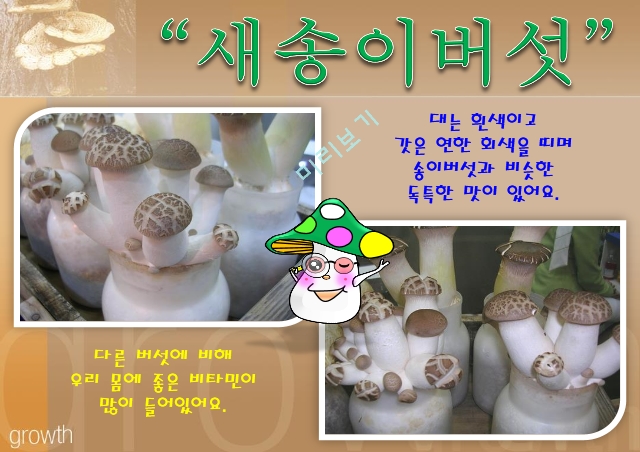 “새송이버섯”
미리보기
대는 흰색이고
갓은 연한 회색을 띠며
송이버섯과 비슷한
독특한 맛이 있어요.
다른 버섯에 비해
우리 몸에 좋은 비타민이
많이 들어있어요.
growth